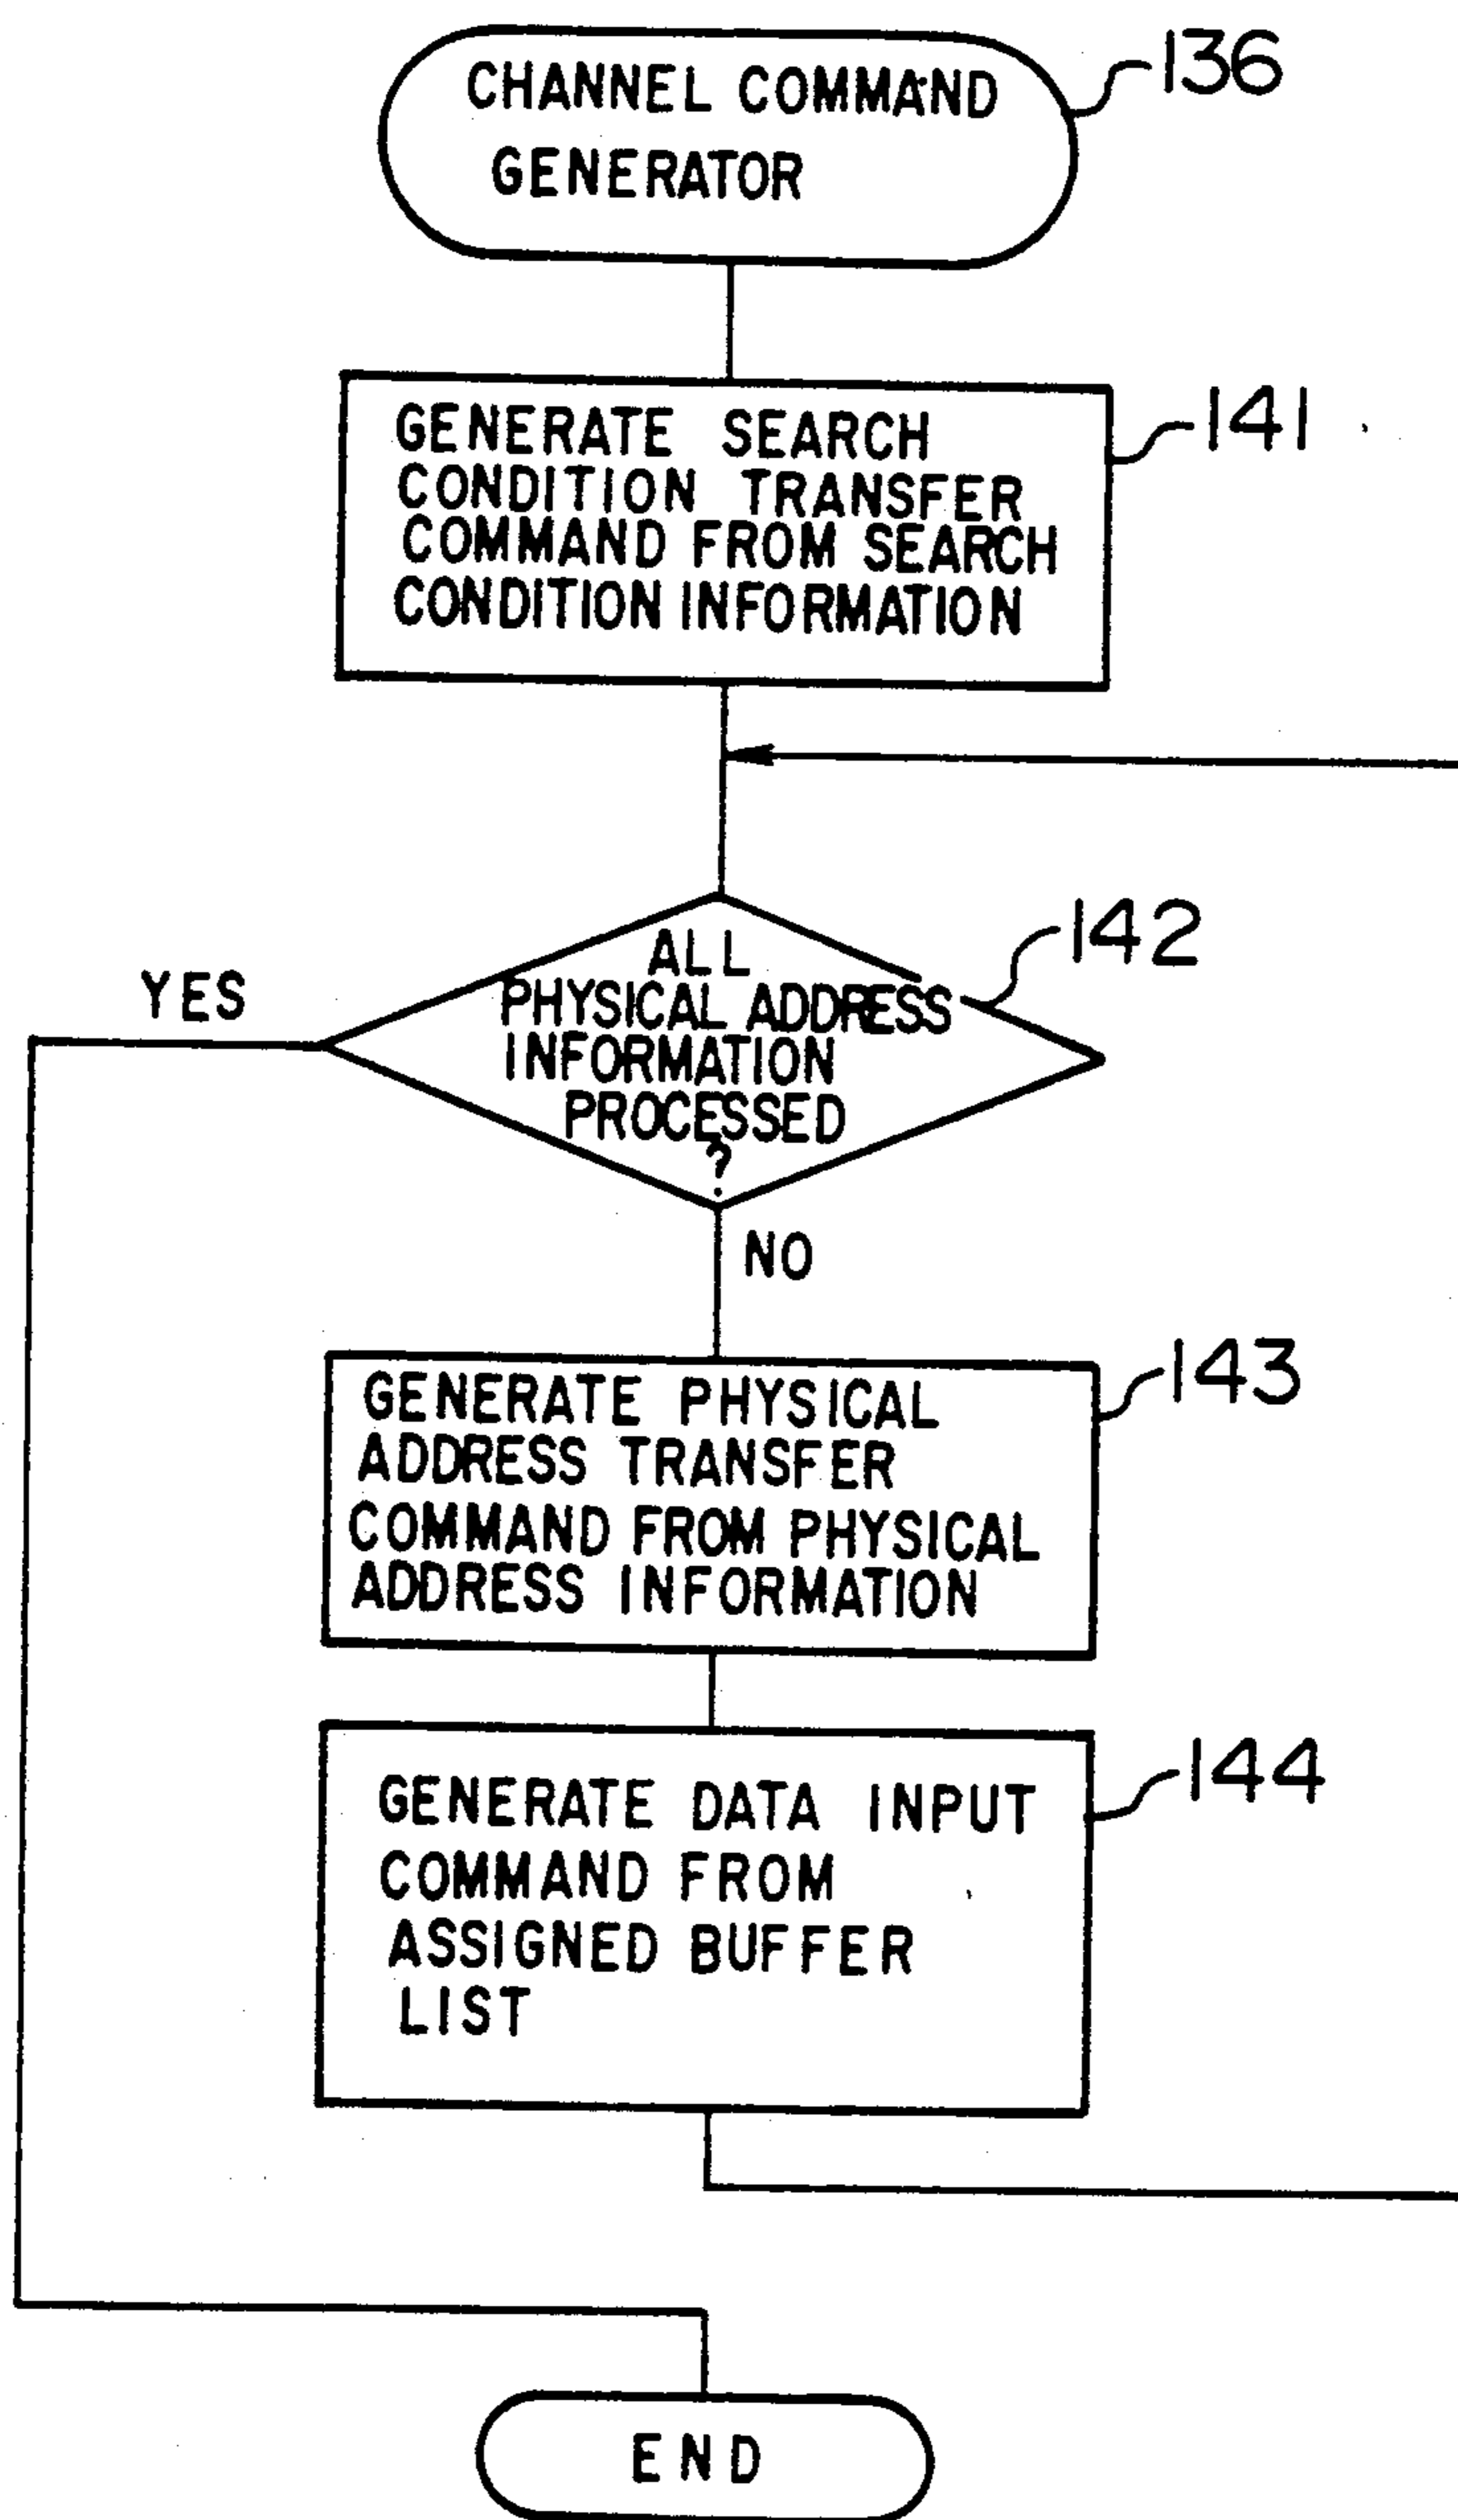 CHANNEL COMMAND
GENERATOR
136
GENERATE SEARCH
CONDITION TRANSFER
COMMAND FROM SEARCH
CONDITION INFORMATION
141
ALL
PHYSICAL ADDRESS
INFORMATION
PROCESSED
?
142
YES
NO
GENERATE PHYSICAL
ADDRESS TRANSFER
COMMAND FROM PHYSICAL
ADDRESS INFORMATION
143
GENERATE DATA INPUT
COMMAND FROM
ASSIGNED BUFFER
LIST
144
END